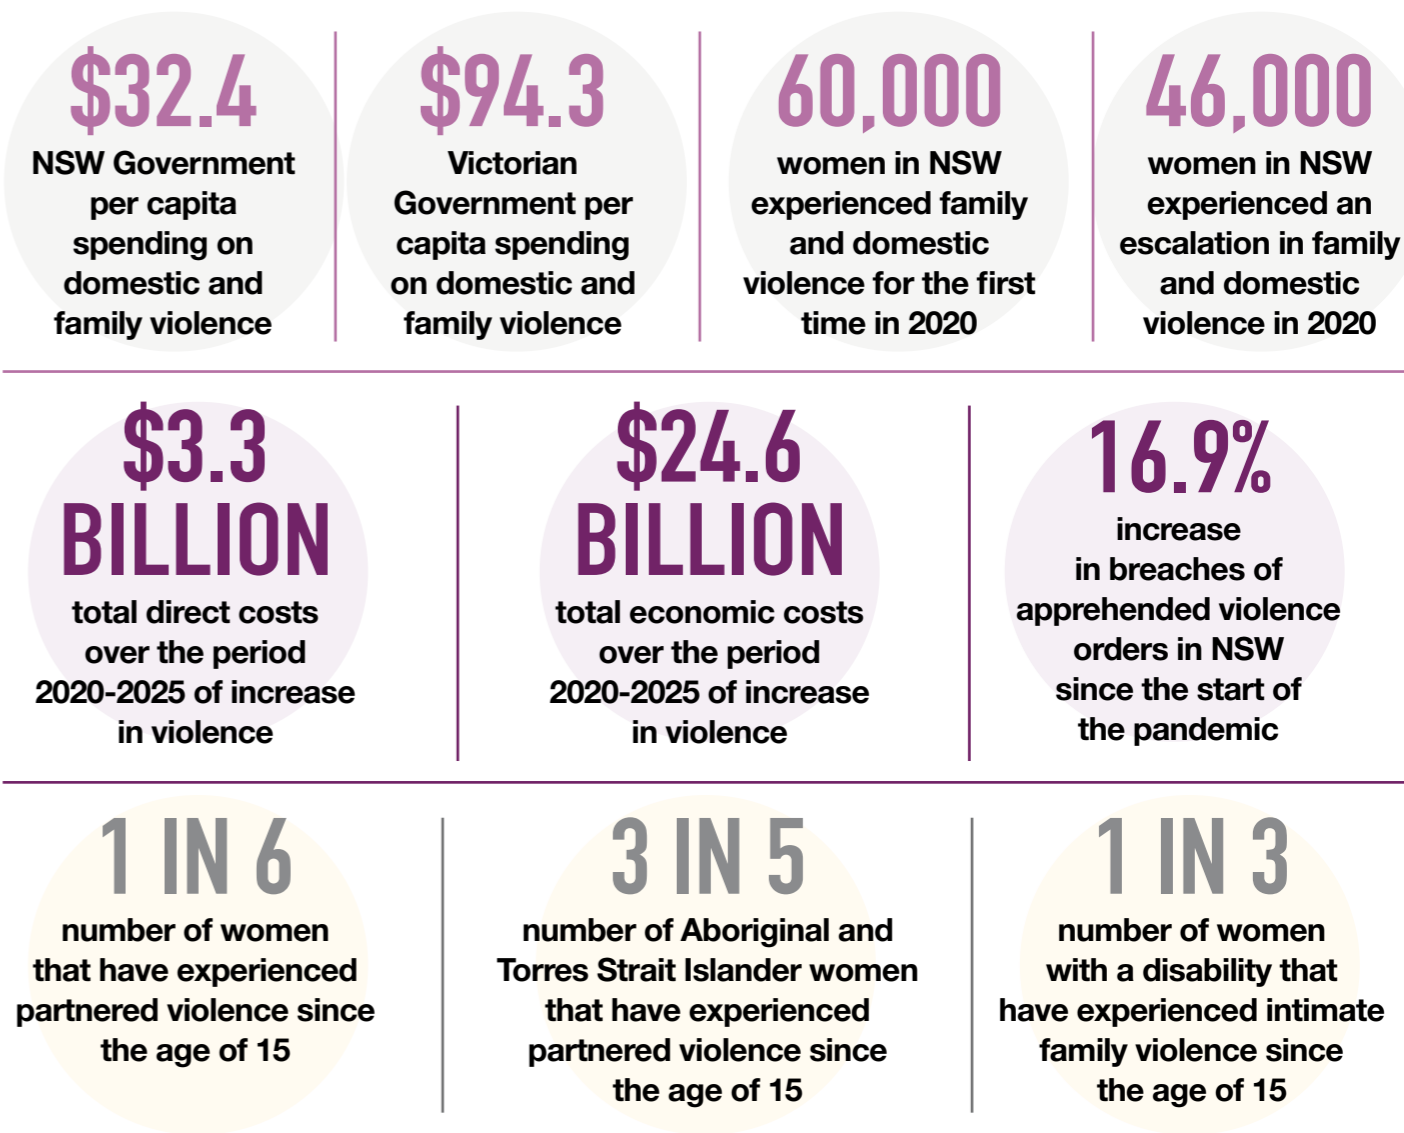 $32.4
NSW Government
per capita
spending on
domestic and
family violence
$94.3
Victorian
Government per
capita spending
on domestic and
family violence
60,000
women in NSW
experienced family
and domestic
violence for the first
time in 2020
46,000
women in NSW
experienced an
escalation in family
and domestic
violence in 2020
$3.3
BILLION
total direct costs
over the period
2020-2025 of increase
in violence
$24.6
BILLION
total economic costs
over the period
2020-2025 of increase
in violence
16.9%
increase
in breaches of
apprehended violence
orders in NSW
since the start of
the pandemic
1 IN 6
number of women
that have experienced
partnered violence since
the age of 15
3 IN 5
number of Aboriginal and
Torres Strait Islander women
that have experienced
partnered violence since
the age of 15
1 IN 3
number of women
with a disability that
have experienced intimate
family violence since
the age of 15